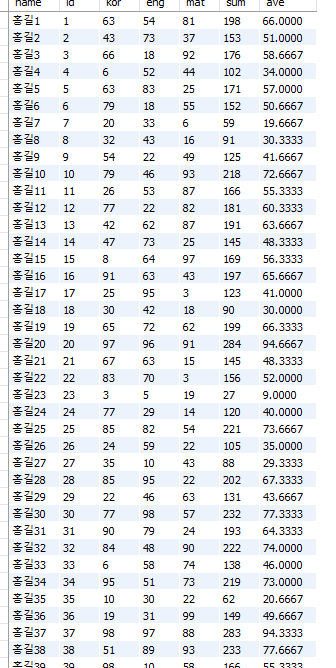 name id kor eng mat sum ave
홍길1 1 63 54 81 198 66.0000
홍길2 2 43 73 37 153 51.0000
홍길3 3 66 18 92 176 58.6667
홍길4 4 6 52 44 102 34.0000
홍길5 5 63 83 25 171 57.0000
홍길6 6 79 18 55 152 50.6667
홍길7 7 20 33 6 59 19.6667
홍길8 8 32 43 16 91 30.3333
홍길9 9 54 22 49 125 41.6667
홍길10 10 79 46 93 218 72.6667
홍길11 11 26 53 87 166 55.3333
홍길12 12 77 22 82 181 60.3333
홍길13 13 42 62 87 191 63.6667
홍길14 14 47 73 25 145 48.3333
홍길15 15 8 64 97 169 56.3333
홍길16 16 91 63 43 197 65.6667
홍길17 17 25 95 3 123 41.0000
홍길18 18 30 42 18 90 30.0000
홍길19 19 65 72 62 199 66.3333
홍길20 20 97 96 91 284 94.6667
홍길21 21 67 63 15 145 48.3333
홍길22 22 83 70 3 156 52.0000
홍길23 23 3 5 19 27 9.0000
홍길24 24 77 29 14 120 40.0000
홍길25 25 85 82 54 221 73.6667
홍길26 26 24 59 22 105 35.0000
홍길27 27 35 10 43 88 29.3333
홍길28 28 85 95 22 202 67.3333
홍길29 29 22 46 63 131 43.6667
홍길30 30 77 98 57 232 77.3333
홍길31 31 90 79 24 193 64.3333
홍길32 32 84 48 90 222 74.0000
홍길33 33 6 58 74 138 46.0000
홍길34 34 95 51 73 219 73.0000
홍길35 35 10 30 22 62 20.6667
홍길36 36 19 31 99 149 49.6667
홍길37 37 98 97 88 283 94.3333
홍길38 38 51 89 93 233 77.6667
홍길39 39 98 10 58 166 55.3333